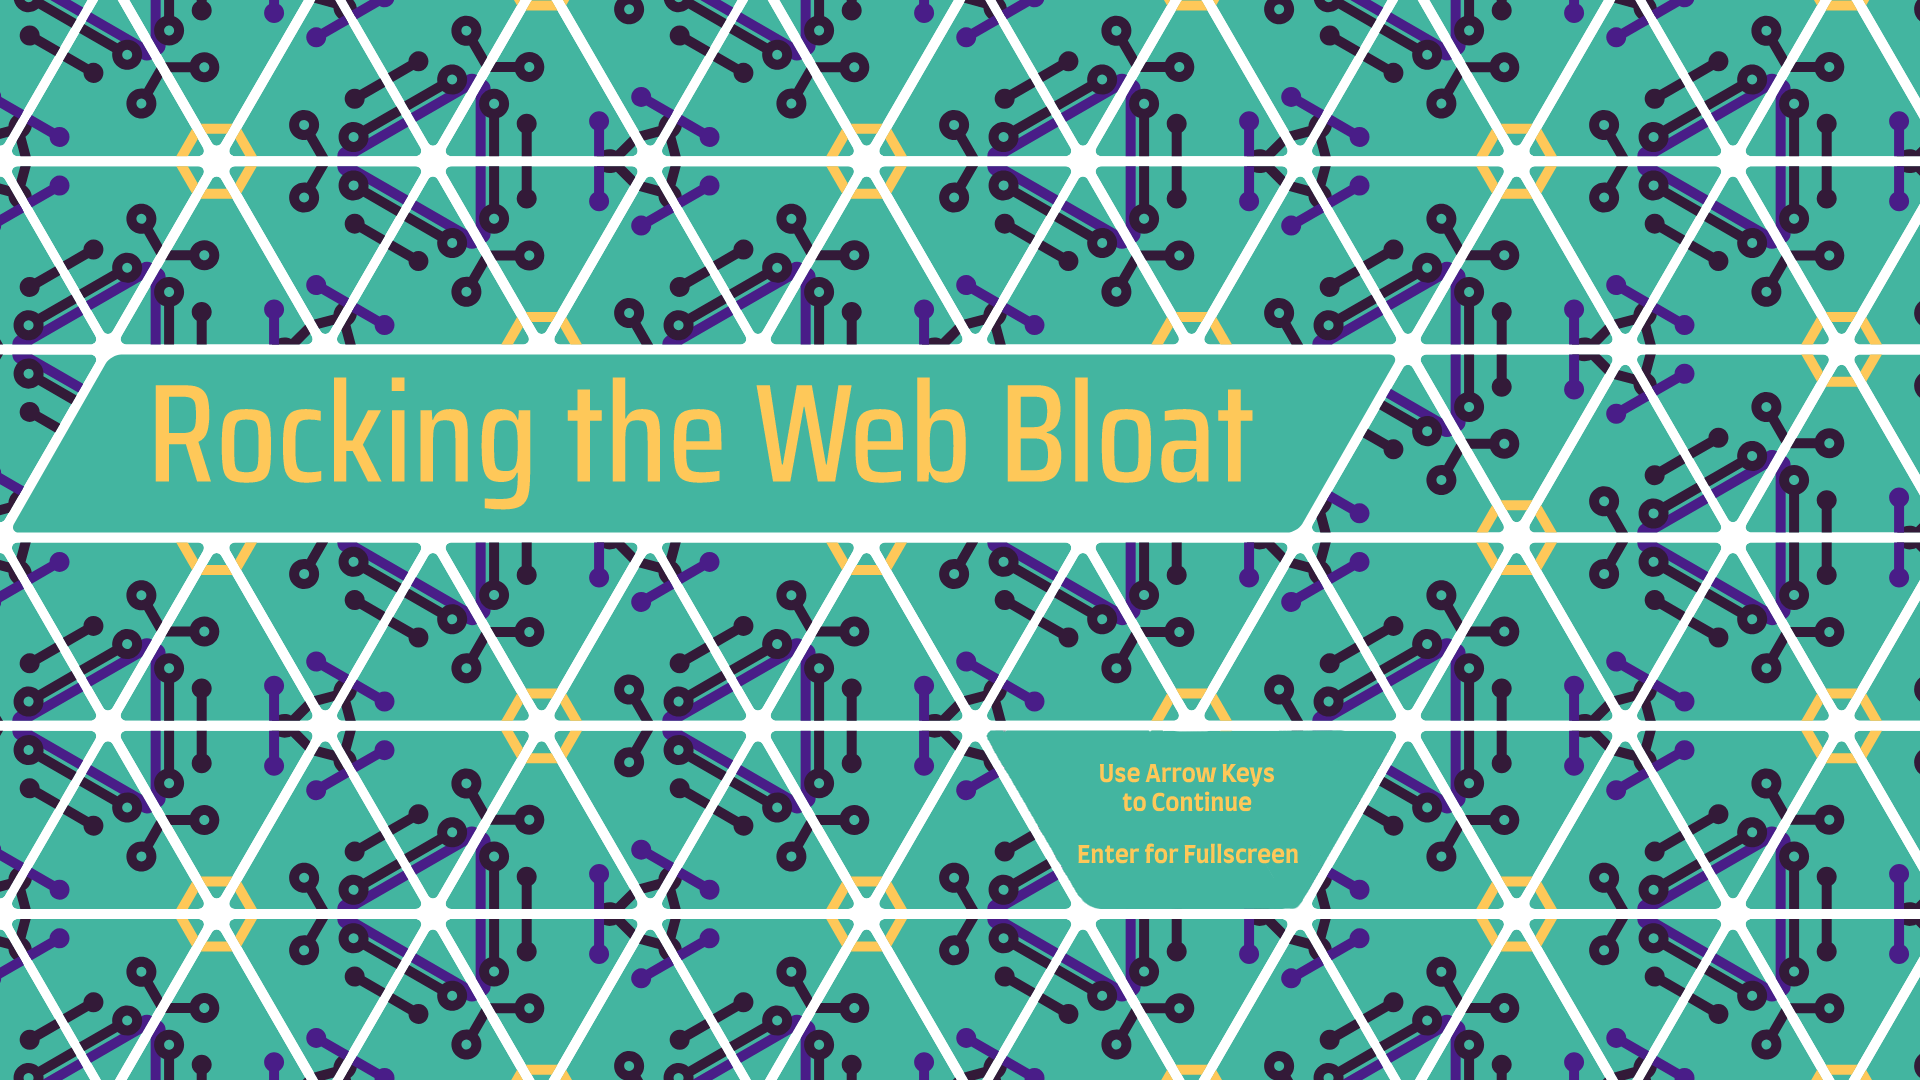 Rocking the Web Bloat
Use Arrow Keys
to Continue
Enter for Fullscreen